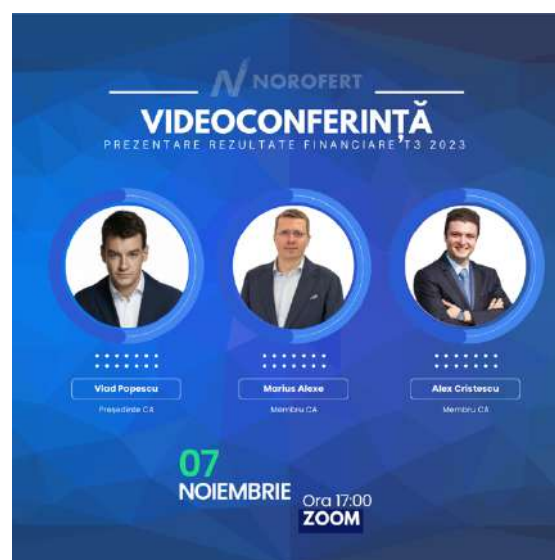 NOROFERT
VIDEOCONFERINȚĂ
PREZENTARE REZULTATE FINANCIARE T3 2023
Vlad Popescu
Președinte CA
Marius Alexe
Membru CA
Alex Cristescu
Membru CA
07
NOIEMBRIE
Ora 17:00
ZOOM